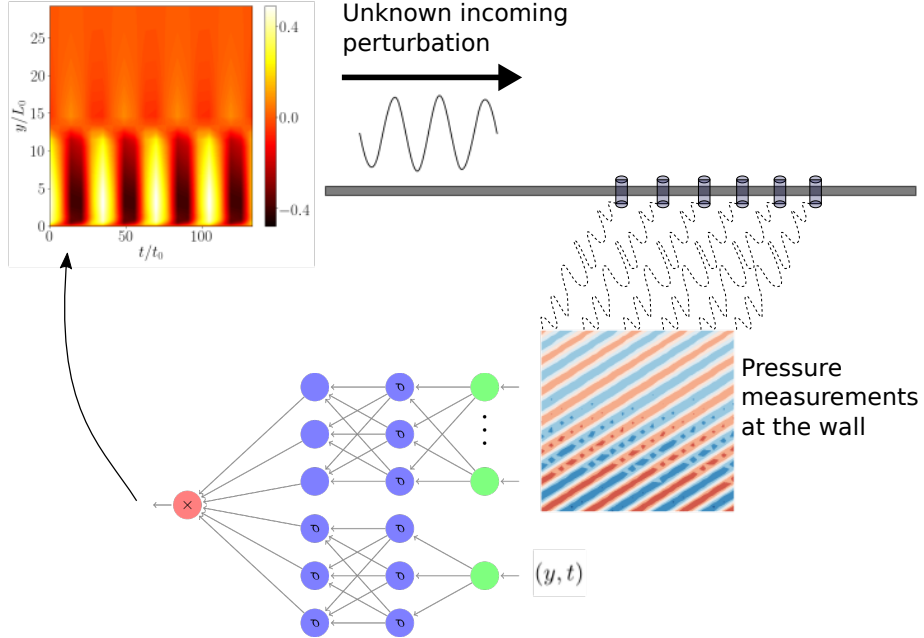 Unknown incoming
perturbation
0.4
0.0
−0.4
25
20
15
10
5
0
y/L₀
0
50
100
t/t₀
Pressure
measurements
at the wall
σ
σ
σ
×
σ σ
σ σ
σ σ
(y, t)